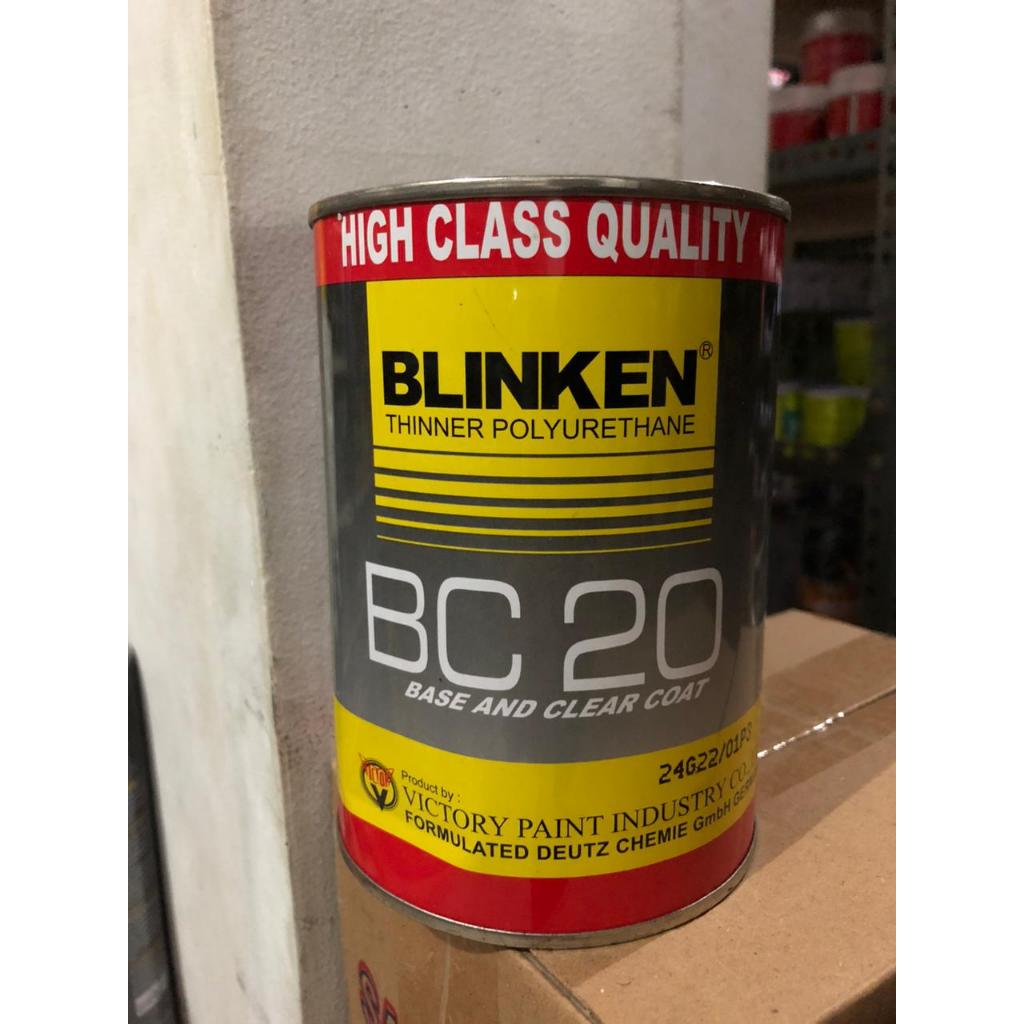 HIGH CLASS QUALITY
BLINKEN®
THINNER POLYURETHANE
BC 20
BASE AND CLEAR COAT
24G22/01P3
VICTORY
Product by :
VICTORY PAINT INDUSTRY CO.,
FORMULATED DEUTZ CHEMIE GmbH